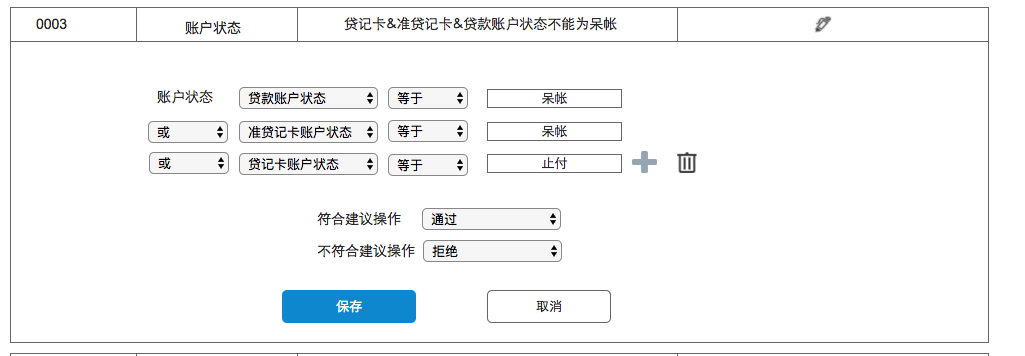 0003 账户状态 贷记卡&准贷记卡&贷款账户状态不能为呆帐
账户状态 贷款账户状态 等于 呆帐
或 准贷记卡账户状态 等于 呆帐
或 贷记卡账户状态 等于 止付
符合建议操作 通过
不符合建议操作 拒绝
保存 取消